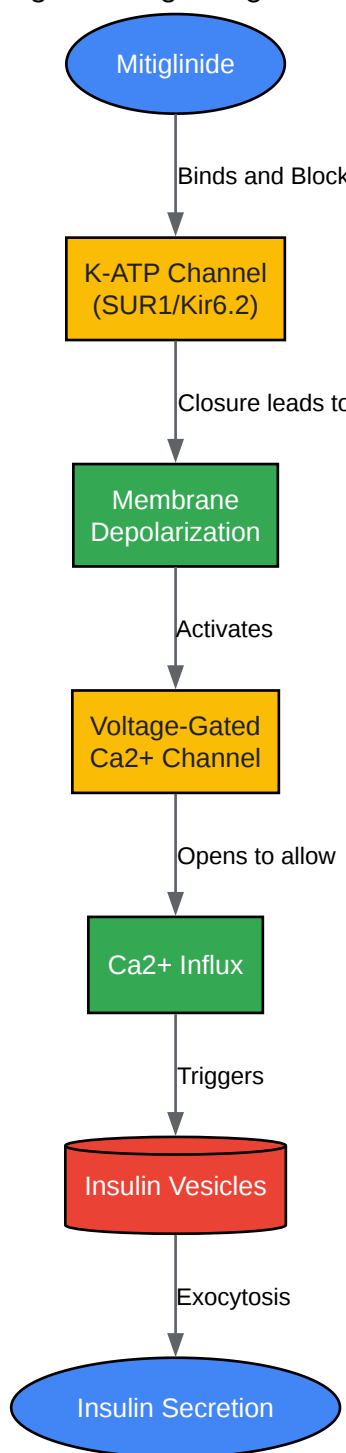 Mitiglinide
Binds and Block
K-ATP Channel
(SUR1/Kir6.2)
Closure leads to
Membrane
Depolarization
Activates
Voltage-Gated
Ca2+ Channel
Opens to allow
Ca2+ Influx
Triggers
Insulin Vesicles
Exocytosis
Insulin Secretion